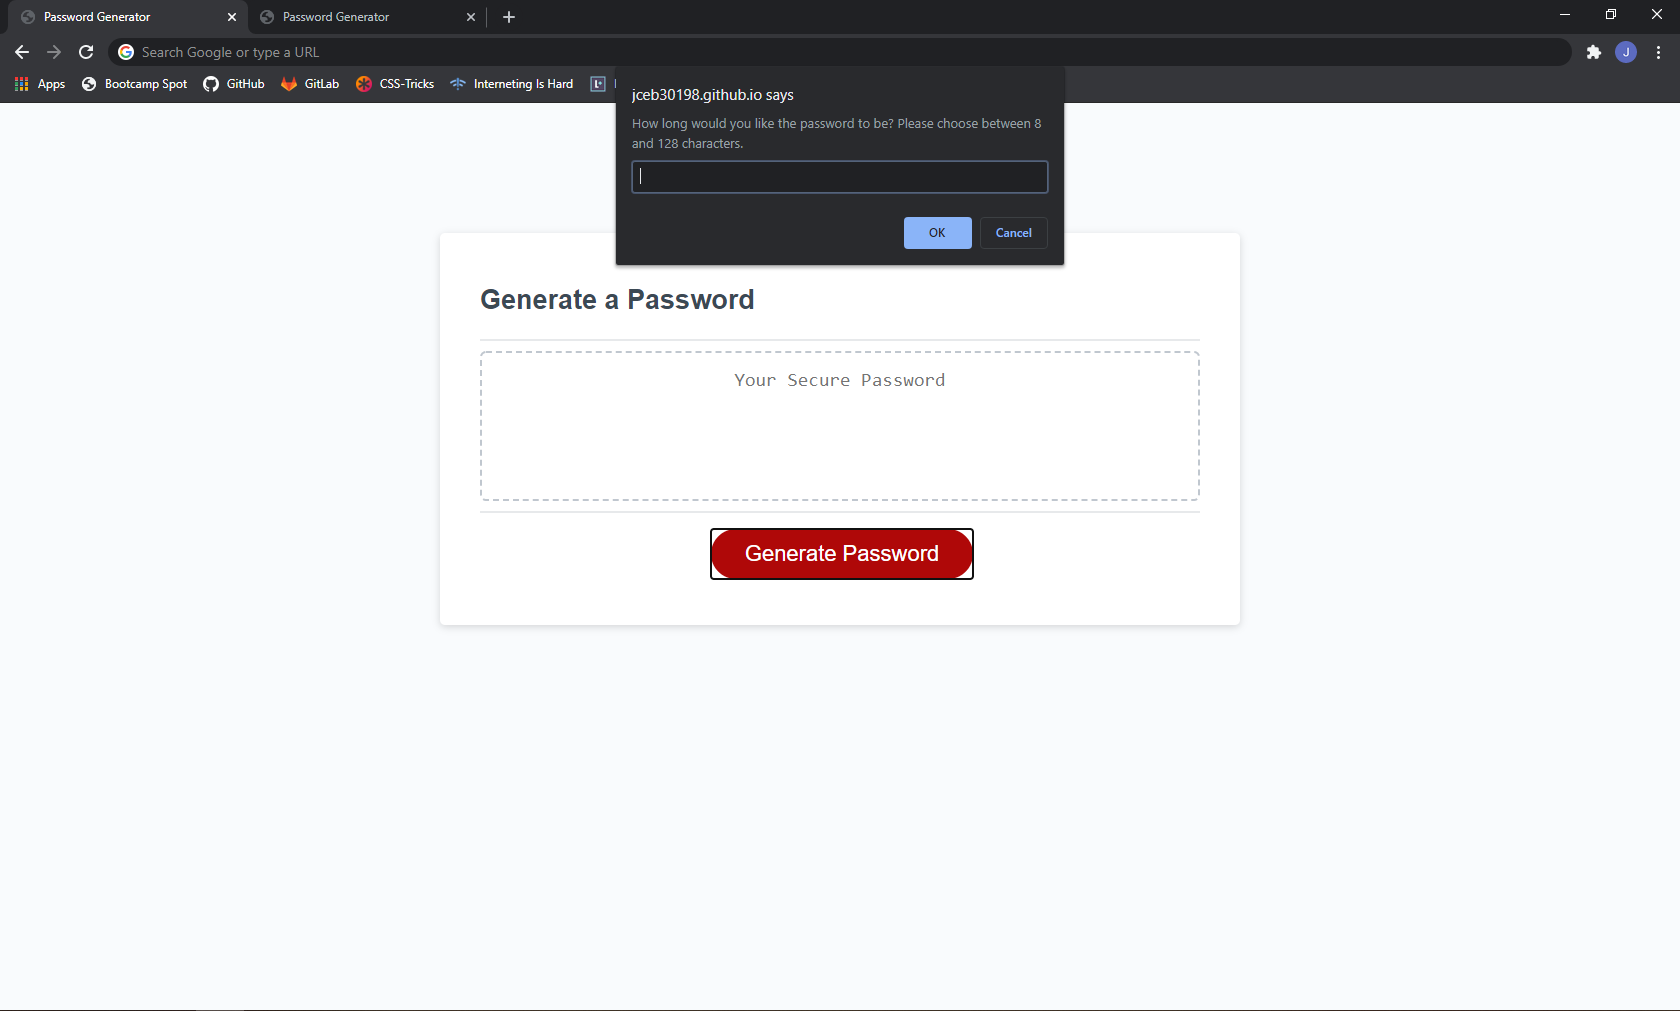 Password Generator
Password Generator
Search Google or type a URL
J
Apps
Bootcamp Spot
GitHub
GitLab
CSS-Tricks
Interneting Is Hard
jceb30198.github.io says
How long would you like the password to be? Please choose between 8
and 128 characters.
OK
Cancel
Generate a Password
Your Secure Password
Generate Password